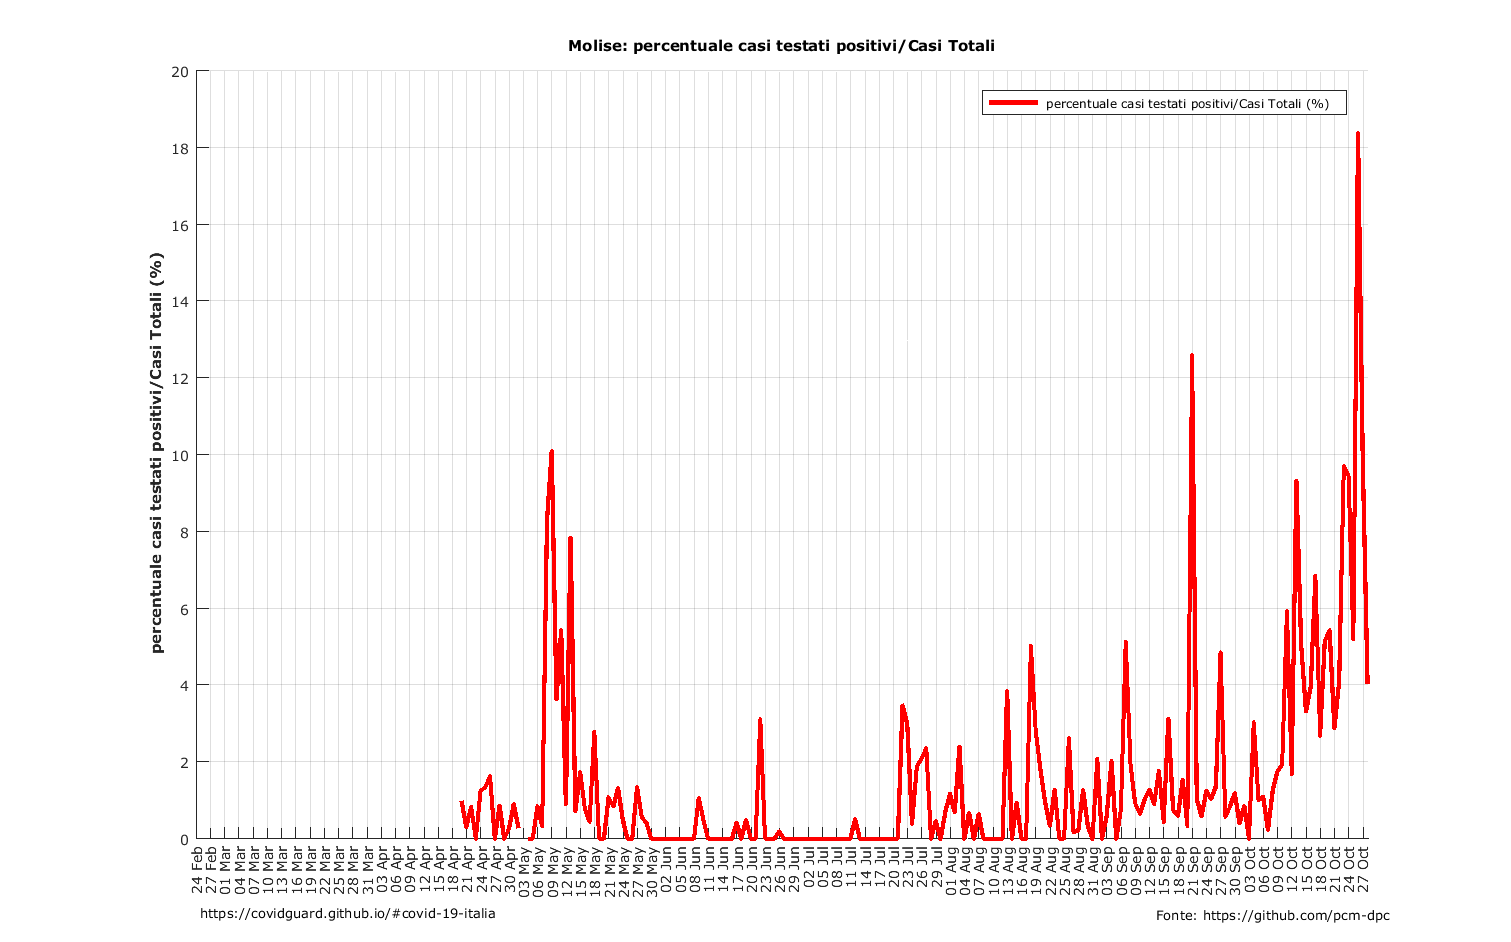 Molise: percentuale casi testati positivi/Casi Totali
percentuale casi testati positivi/Casi Totali (%)
percentuale casi testati positivi/Casi Totali (%)
20
18
16
14
12
10
8
6
4
2
0
24 Feb
27 Feb
01 Mar
04 Mar
07 Mar
10 Mar
13 Mar
16 Mar
19 Mar
22 Mar
25 Mar
28 Mar
31 Mar
03 Apr
06 Apr
09 Apr
12 Apr
15 Apr
18 Apr
21 Apr
24 Apr
27 Apr
30 Apr
03 May
06 May
09 May
12 May
15 May
18 May
21 May
24 May
27 May
30 May
02 Jun
05 Jun
08 Jun
11 Jun
14 Jun
17 Jun
20 Jun
23 Jun
26 Jun
29 Jun
02 Jul
05 Jul
08 Jul
11 Jul
14 Jul
17 Jul
20 Jul
23 Jul
26 Jul
29 Jul
01 Aug
04 Aug
07 Aug
10 Aug
13 Aug
16 Aug
19 Aug
22 Aug
25 Aug
28 Aug
31 Aug
03 Sep
06 Sep
09 Sep
12 Sep
15 Sep
18 Sep
21 Sep
24 Sep
27 Sep
30 Sep
03 Oct
06 Oct
09 Oct
12 Oct
15 Oct
18 Oct
21 Oct
24 Oct
27 Oct
https://covidguard.github.io/#covid-19-italia
Fonte: https://github.com/pcm-dpc